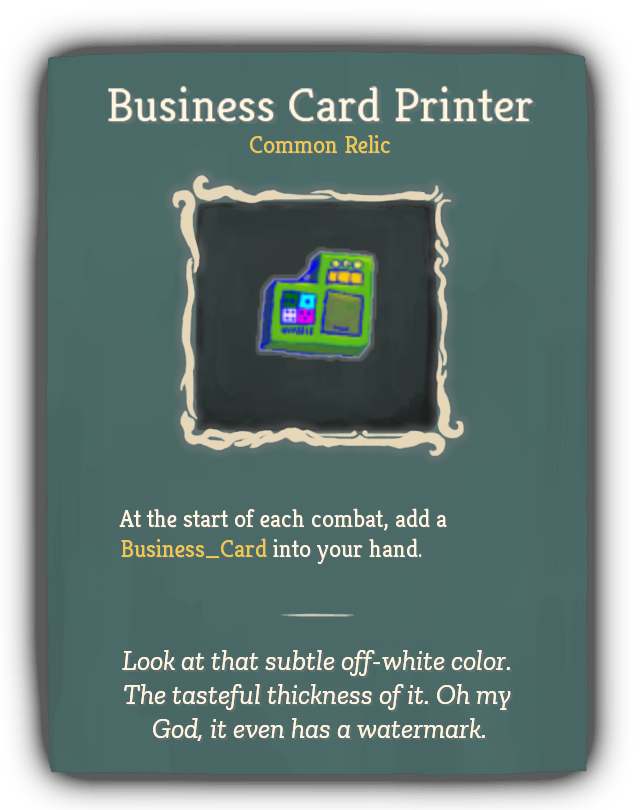 Business Card Printer
Common Relic
At the start of each combat, add a
Business_Card into your hand.
Look at that subtle off-white color.
The tasteful thickness of it. Oh my
God, it even has a watermark.